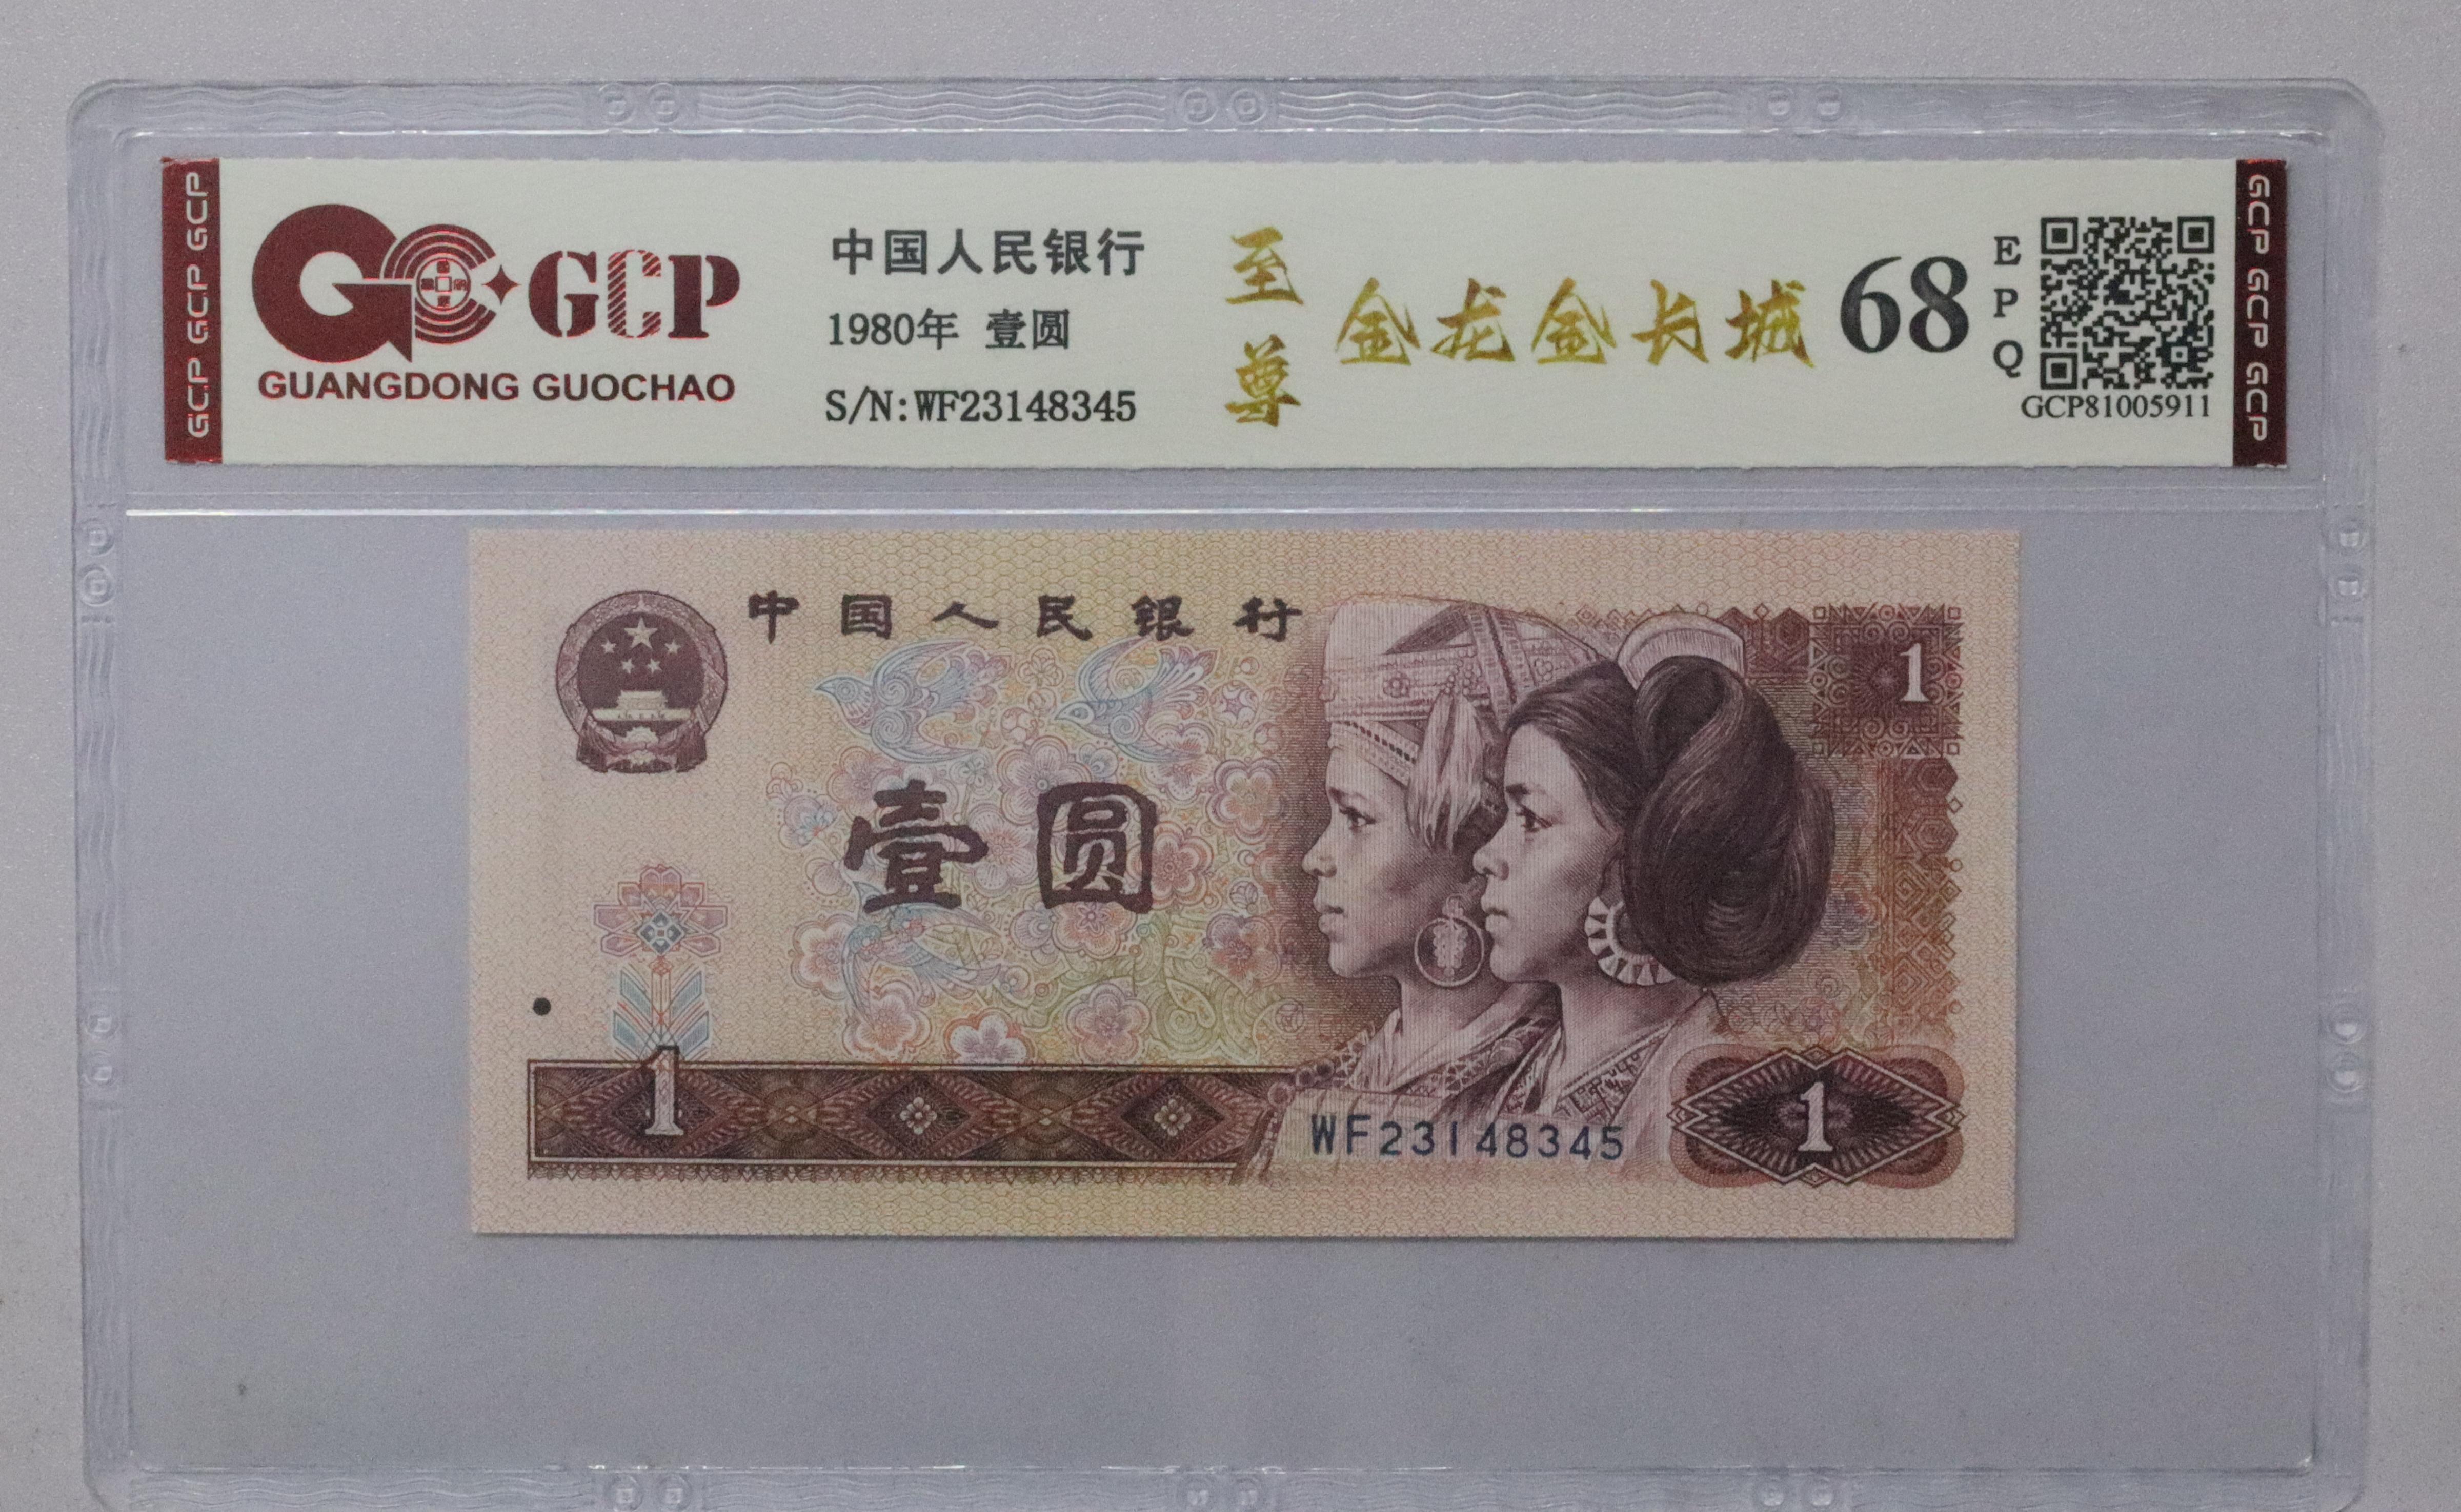 GCP GCP GCP
GCP
GUANGDONG GUOCHAO
中国人民银行
1980年 壹圆
S/N:WF23148345
至尊
金龙金长城
68
EPQ
GCP81005911
GCP GCP GCP
中国人民银行
1
壹圆
1
WF23148345
1